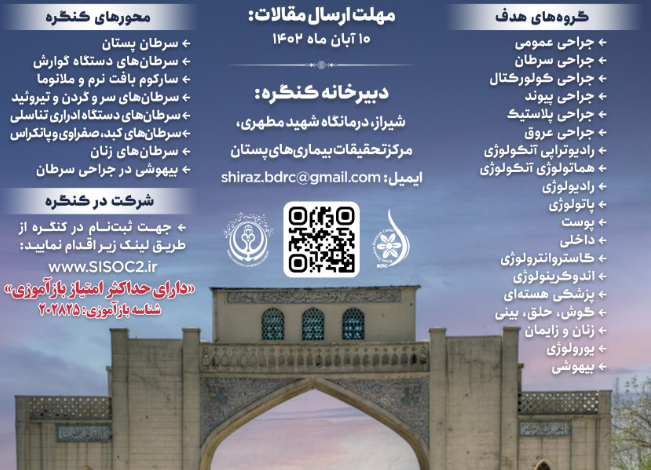 گروه‌های هدف
← جراحی عمومی
← جراحی سرطان
← جراحی کولورکتال
← جراحی پیوند
← جراحی پلاستیک
← جراحی عروق
← رادیوتراپی آنکولوژی
← هماتولوژی آنکولوژی
← رادیولوژی
← پاتولوژی
← پوست
← داخلی
← گاستروانترولوژی
← اندوکرینولوژی
← پزشکی هسته‌ای
← گوش، حلق، بینی
← زنان و زایمان
← یورولوژی
← بیهوشی
مهلت ارسال مقالات:
۱۰ آبان ماه ۱۴۰۲
دبیرخانه کنگره:
شیراز، درمانگاه شهید مطهری،
مرکز تحقیقات بیماری‌های پستان
ایمیل: shiraz.bdrc@gmail.com
محورهای کنگره
← سرطان پستان
← سرطان‌های دستگاه گوارش
← سارکوم بافت نرم و ملانوما
← سرطان‌های سر و گردن و تیروئید
← سرطان‌های دستگاه ادراری تناسلی
← سرطان‌های کبد، صفراوی و پانکراس
← سرطان‌های زنان
← بیهوشی در جراحی سرطان
شرکت در کنگره
← جهت ثبت‌نام در کنگره از
طریق لینک زیر اقدام نمایید:
www.SISOC2.ir
«دارای حداکثر امتیاز بازآموزی»
شناسه بازآموزی: ۲۰۲۸۲۵